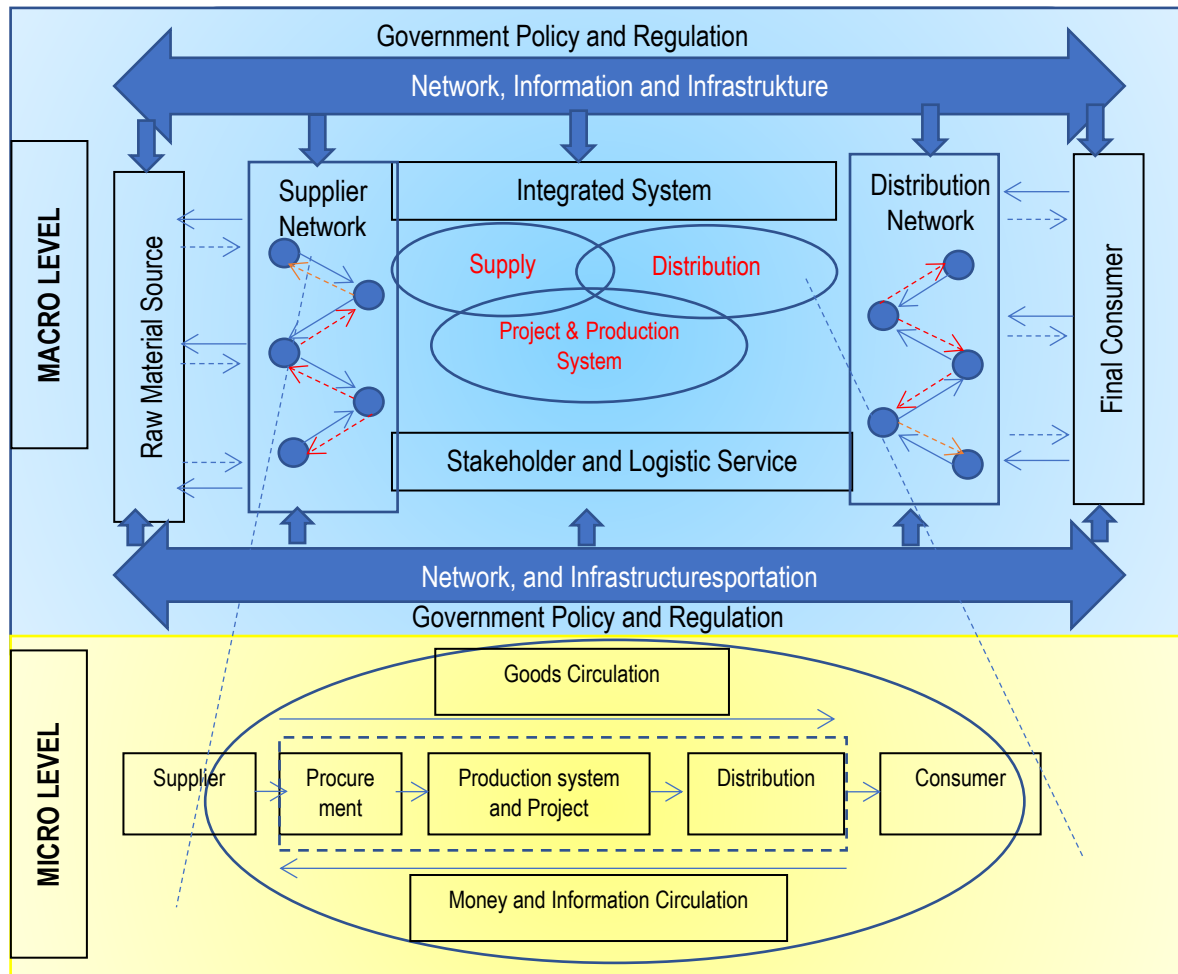 Government Policy and Regulation
Network, Information and Infrastrukture
MACRO LEVEL
Raw Material Source
Supplier
Network
Integrated System
Supply
Distribution
Project & Production
System
Stakeholder and Logistic Service
Distribution
Network
Final Consumer
Network, and Infrastructuresportation
Government Policy and Regulation
MICRO LEVEL
Goods Circulation
Supplier
Procure
ment
Production system
and Project
Distribution
Consumer
Money and Information Circulation